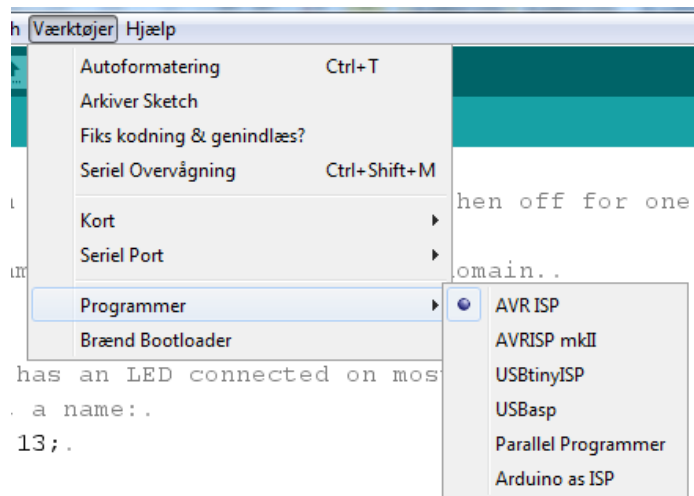 h Værktøjer Hjælp
Autoformatering Ctrl+T
Arkiver Sketch
Fiks kodning & genindlæs?
Seriel Overvågning Ctrl+Shift+M
hen off for one
Kort
Seriel Port
am omain..
Programmer
Brænd Bootloader
AVR ISP
AVRISP mkII
USBtinyISP
USBasp
Parallel Programmer
Arduino as ISP
has an LED connected on mos
. a name:.
13;.